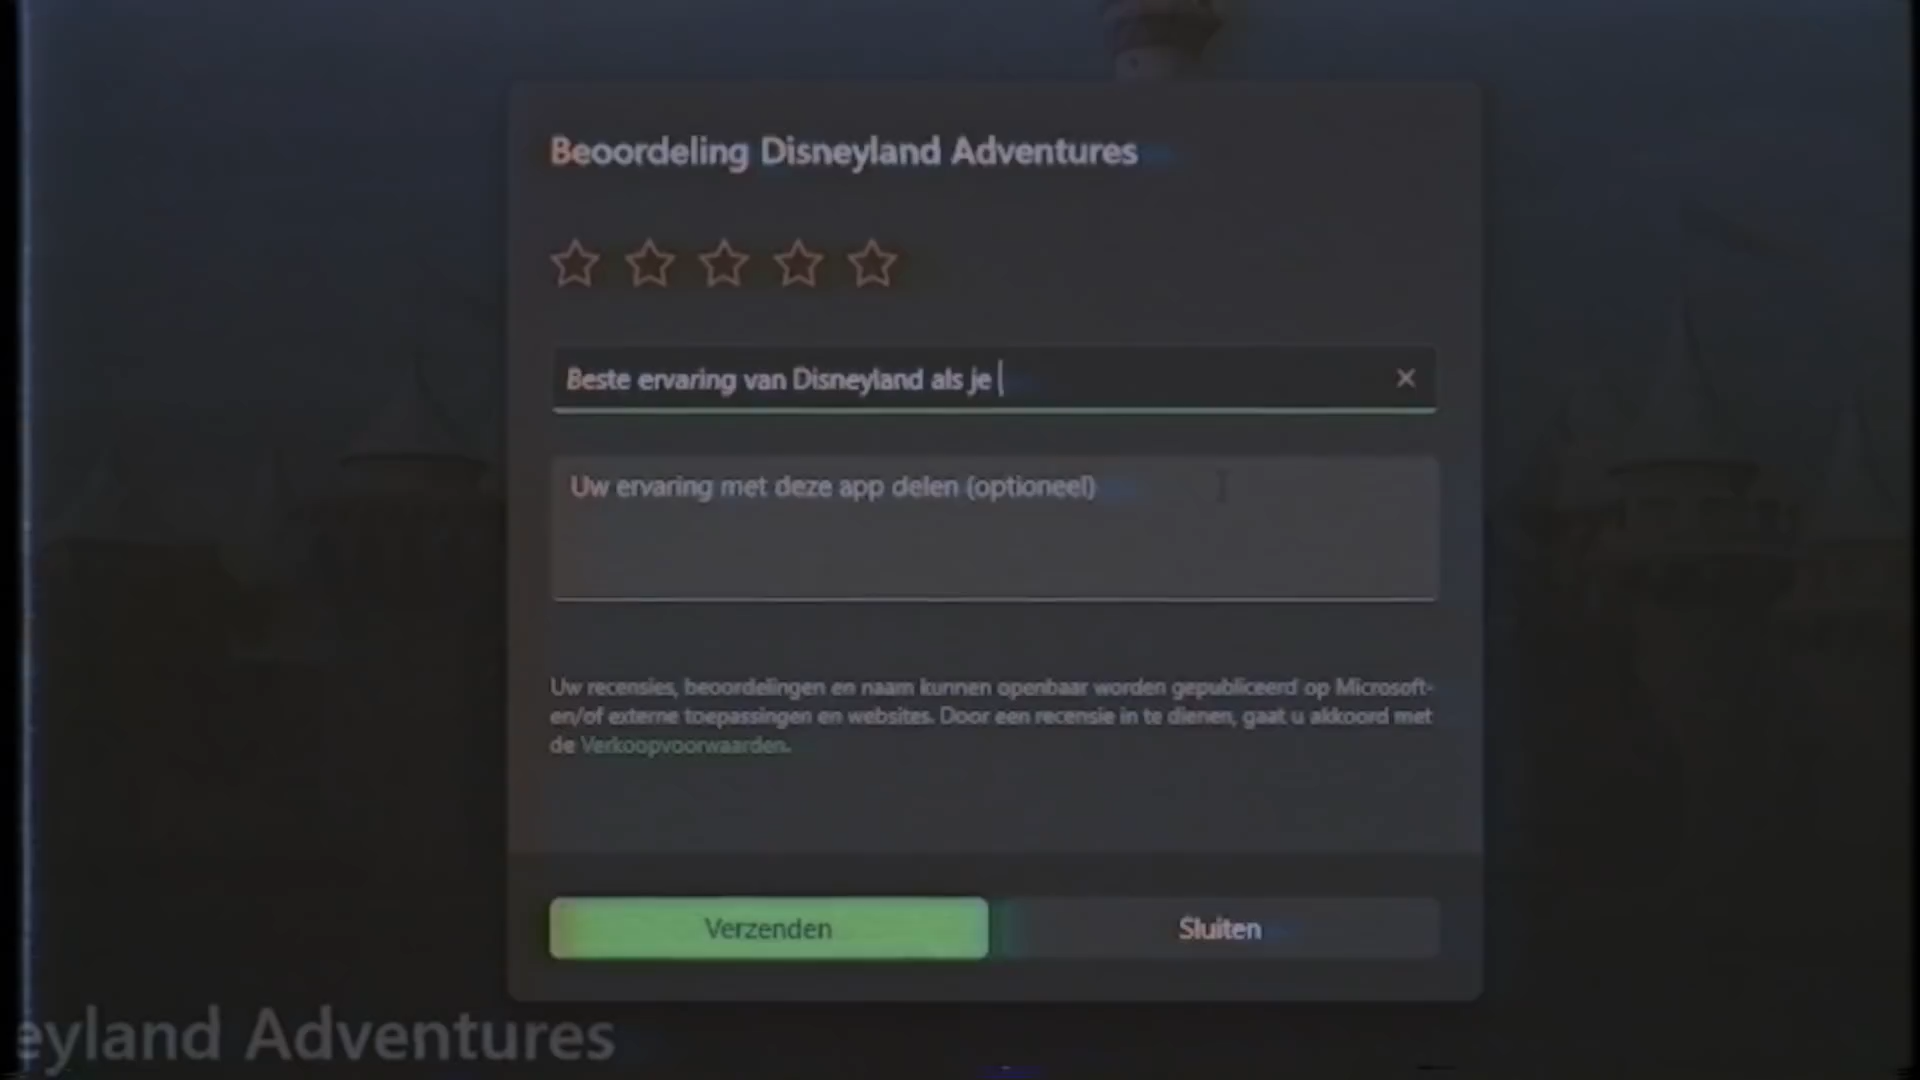 Beoordeling Disneyland Adventures
Beste ervaring van Disneyland als je
Uw ervaring met deze app delen (optioneel)
Uw recensies, beoordelingen en naam kunnen openbaar worden gepubliceerd op Microsoft-
en/of externe toepassingen en websites. Door een recensie in te dienen, gaat u akkoord met
de Verkoopvoorwaarden.
Verzenden
Sluiten
eyland Adventures